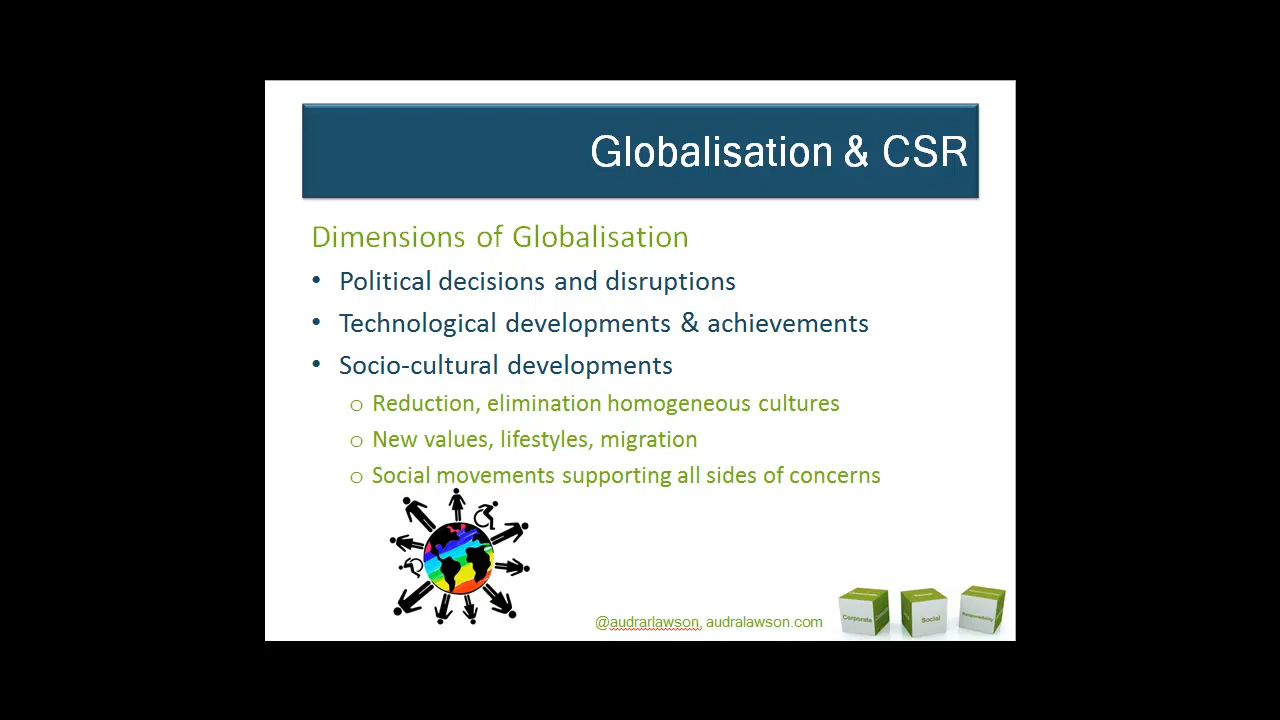 Globalisation & CSR
Dimensions of Globalisation
• Political decisions and disruptions
• Technological developments & achievements
• Socio-cultural developments
o Reduction, elimination homogeneous cultures
o New values, lifestyles, migration
o Social movements supporting all sides of concerns
@audrarlawson, audralawson.com
Corporate
Social
Responsibility